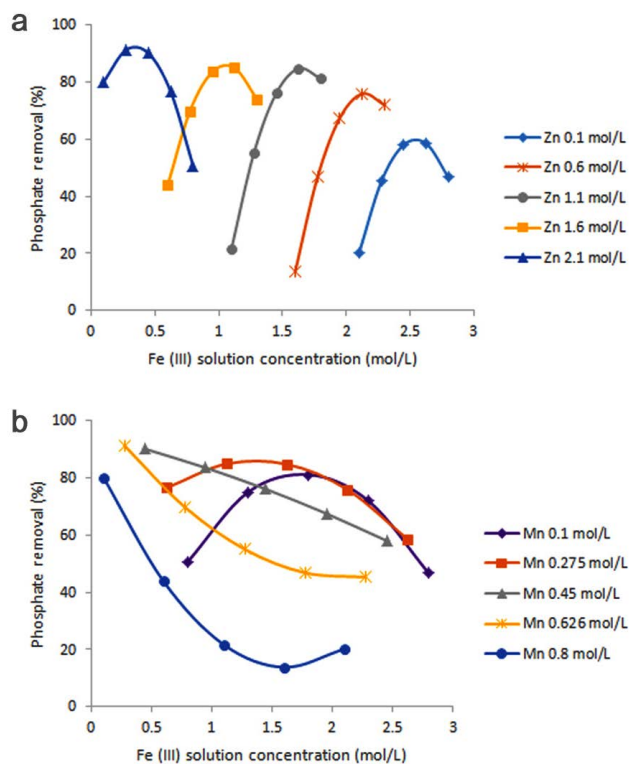 a
100
80
60
40
20
0
Phosphate removal (%)
0 0.5 1 1.5 2 2.5 3
Fe (III) solution concentration (mol/L)
Zn 0.1 mol/L
Zn 0.6 mol/L
Zn 1.1 mol/L
Zn 1.6 mol/L
Zn 2.1 mol/L
b
100
80
60
40
20
0
Phosphate removal (%)
0 0.5 1 1.5 2 2.5 3
Fe (III) solution concentration (mol/L)
Mn 0.1 mol/L
Mn 0.275 mol/L
Mn 0.45 mol/L
Mn 0.626 mol/L
Mn 0.8 mol/L